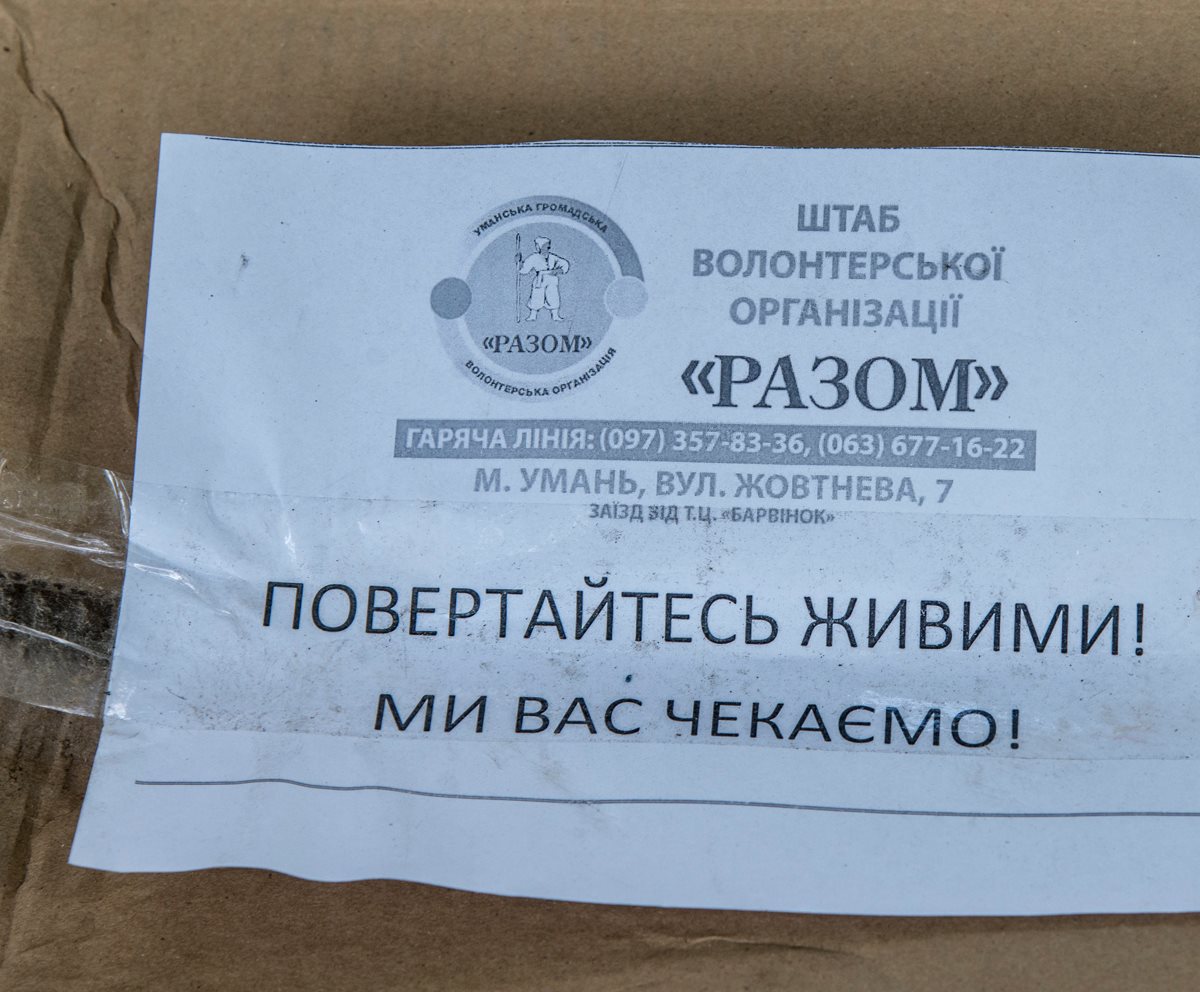 УМАНСЬКА ГРОМАДСЬКА
«РАЗОМ»
ВОЛОНТЕРСЬКА ОРГАНІЗАЦІЯ
ШТАБ
ВОЛОНТЕРСЬКОЇ
ОРГАНІЗАЦІЇ
«РАЗОМ»
ГАРЯЧА ЛІНІЯ: (097) 357-83-36, (063) 677-16-22
М. УМАНЬ, ВУЛ. ЖОВТНЕВА, 7
ЗАЇЗД ВІД Т.Ц. «БАРВІНОК»
ПОВЕРТАЙТЕСЬ ЖИВИМИ!
МИ ВАС ЧЕКАЄМО!